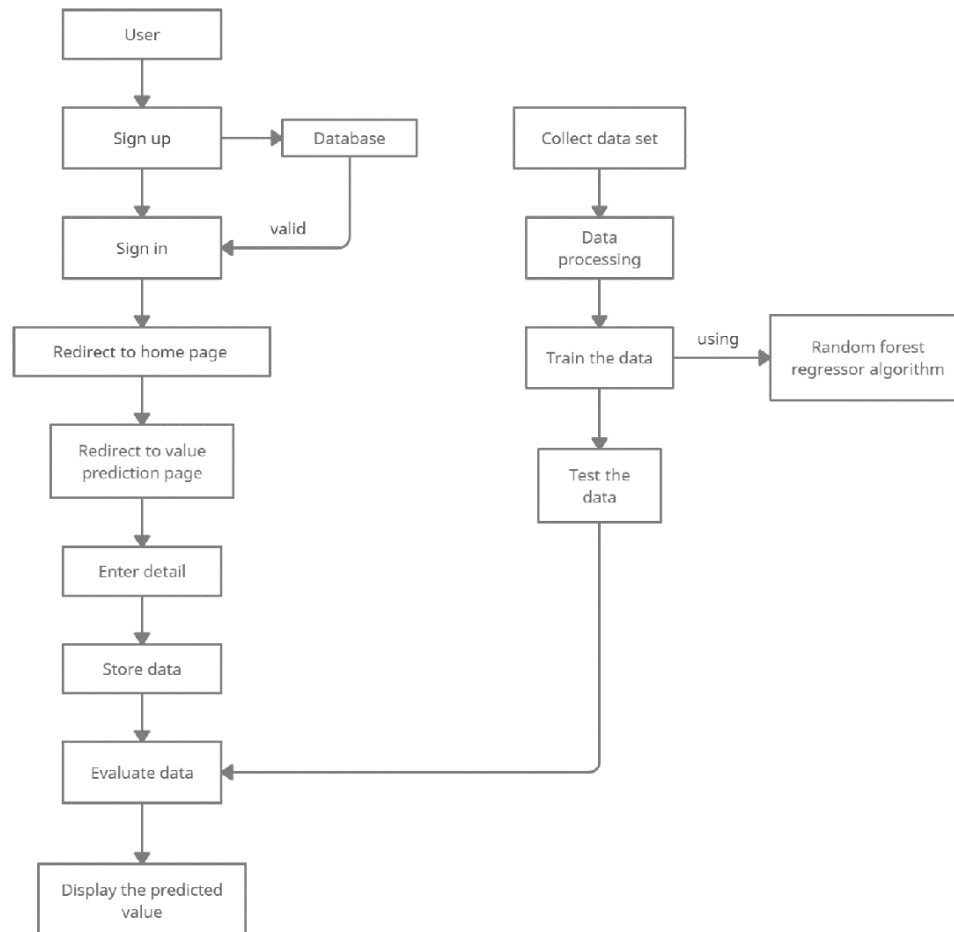 User
Sign up
Database
valid
Sign in
Redirect to home page
Redirect to value
prediction page
Enter detail
Store data
Evaluate data
Display the predicted
value
Collect data set
Data
processing
Train the data
using
Random forest
regressor algorithm
Test the
data